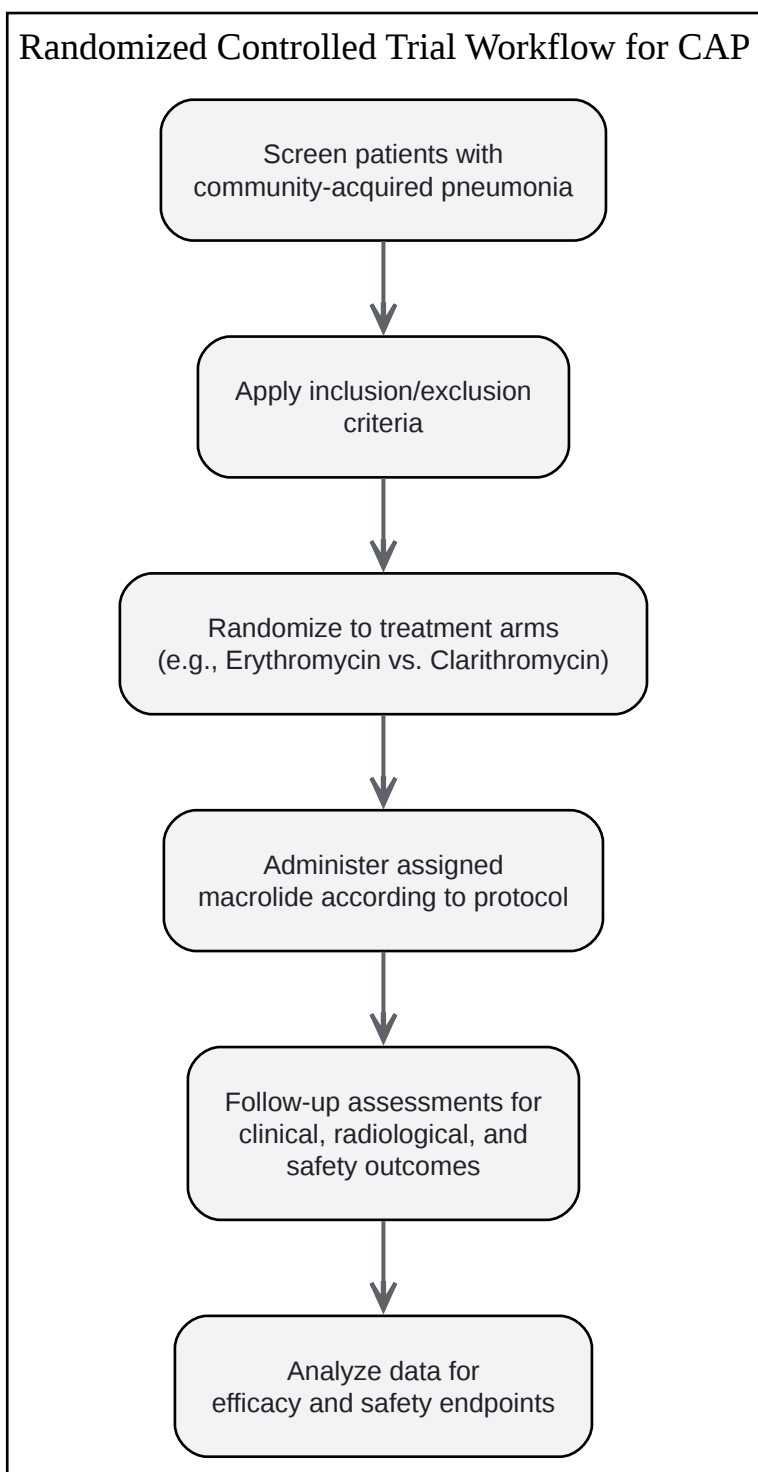 Randomized Controlled Trial Workflow for CAP
Screen patients with
community-acquired pneumonia
Apply inclusion/exclusion
criteria
Randomize to treatment arms
(e.g., Erythromycin vs. Clarithromycin)
Administer assigned
macrolide according to protocol
Follow-up assessments for
clinical, radiological, and
safety outcomes
Analyze data for
efficacy and safety endpoints